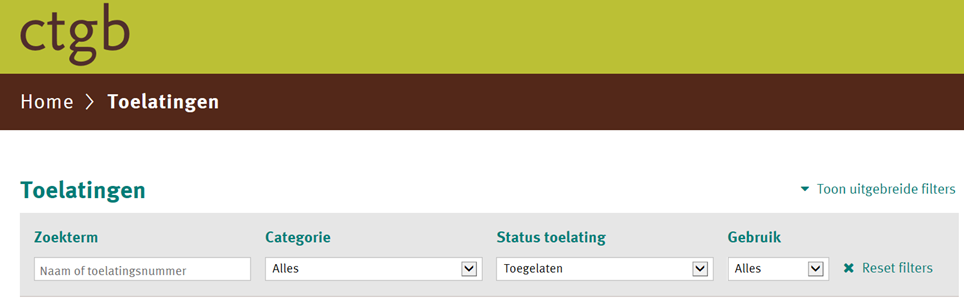 ctgb
Home > Toelatingen
Toelatingen
Toon uitgebreide filters
Zoekterm Categorie Status toelating Gebruik
Naam of toelatingsnummer Alles Toegelaten Alles Reset filters